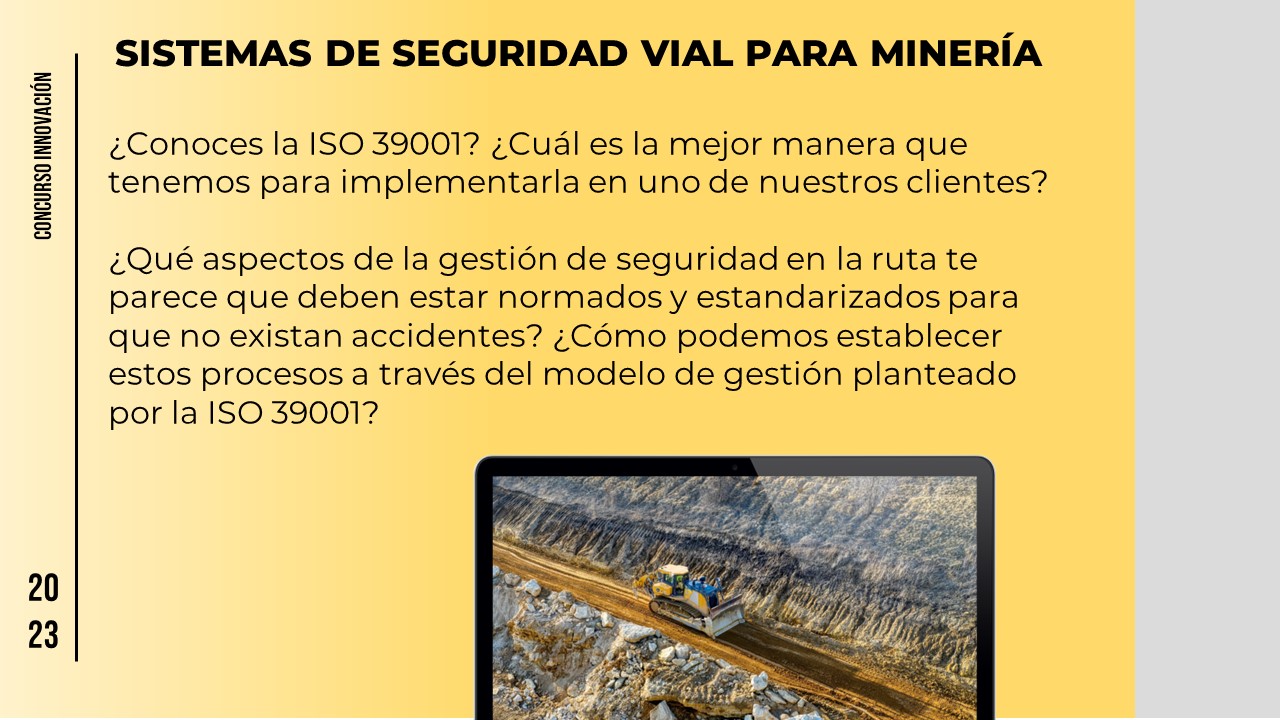 SISTEMAS DE SEGURIDAD VIAL PARA MINERÍA
CONCURSO INNOVACIÓN
¿Conoces la ISO 39001? ¿Cuál es la mejor manera que
tenemos para implementarla en uno de nuestros clientes?
¿Qué aspectos de la gestión de seguridad en la ruta te
parece que deben estar normados y estandarizados para
que no existan accidentes? ¿Cómo podemos establecer
estos procesos a través del modelo de gestión planteado
por la ISO 39001?
20
23